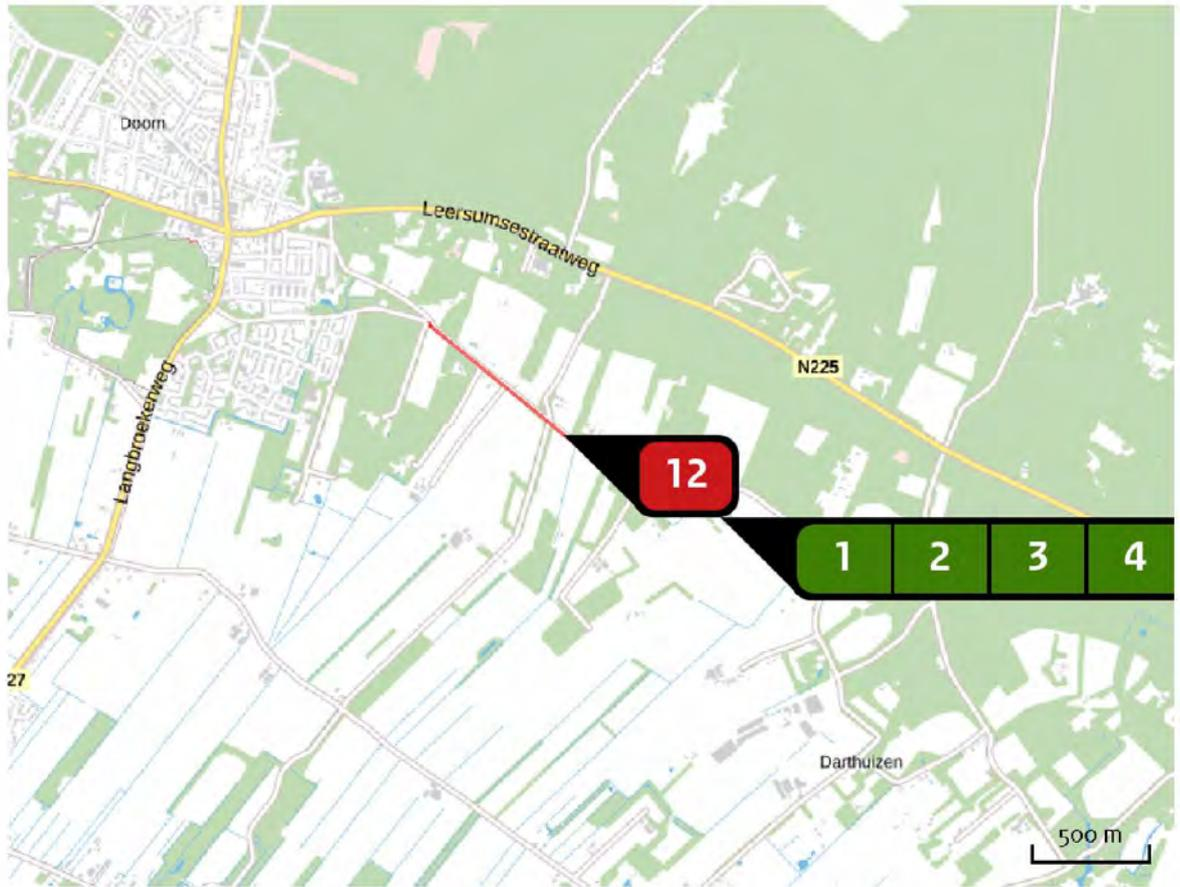 Doorn
Leersumsestraatweg
N225
Langbroekerweg
12
1 2 3 4
27
Darthuizen
500 m